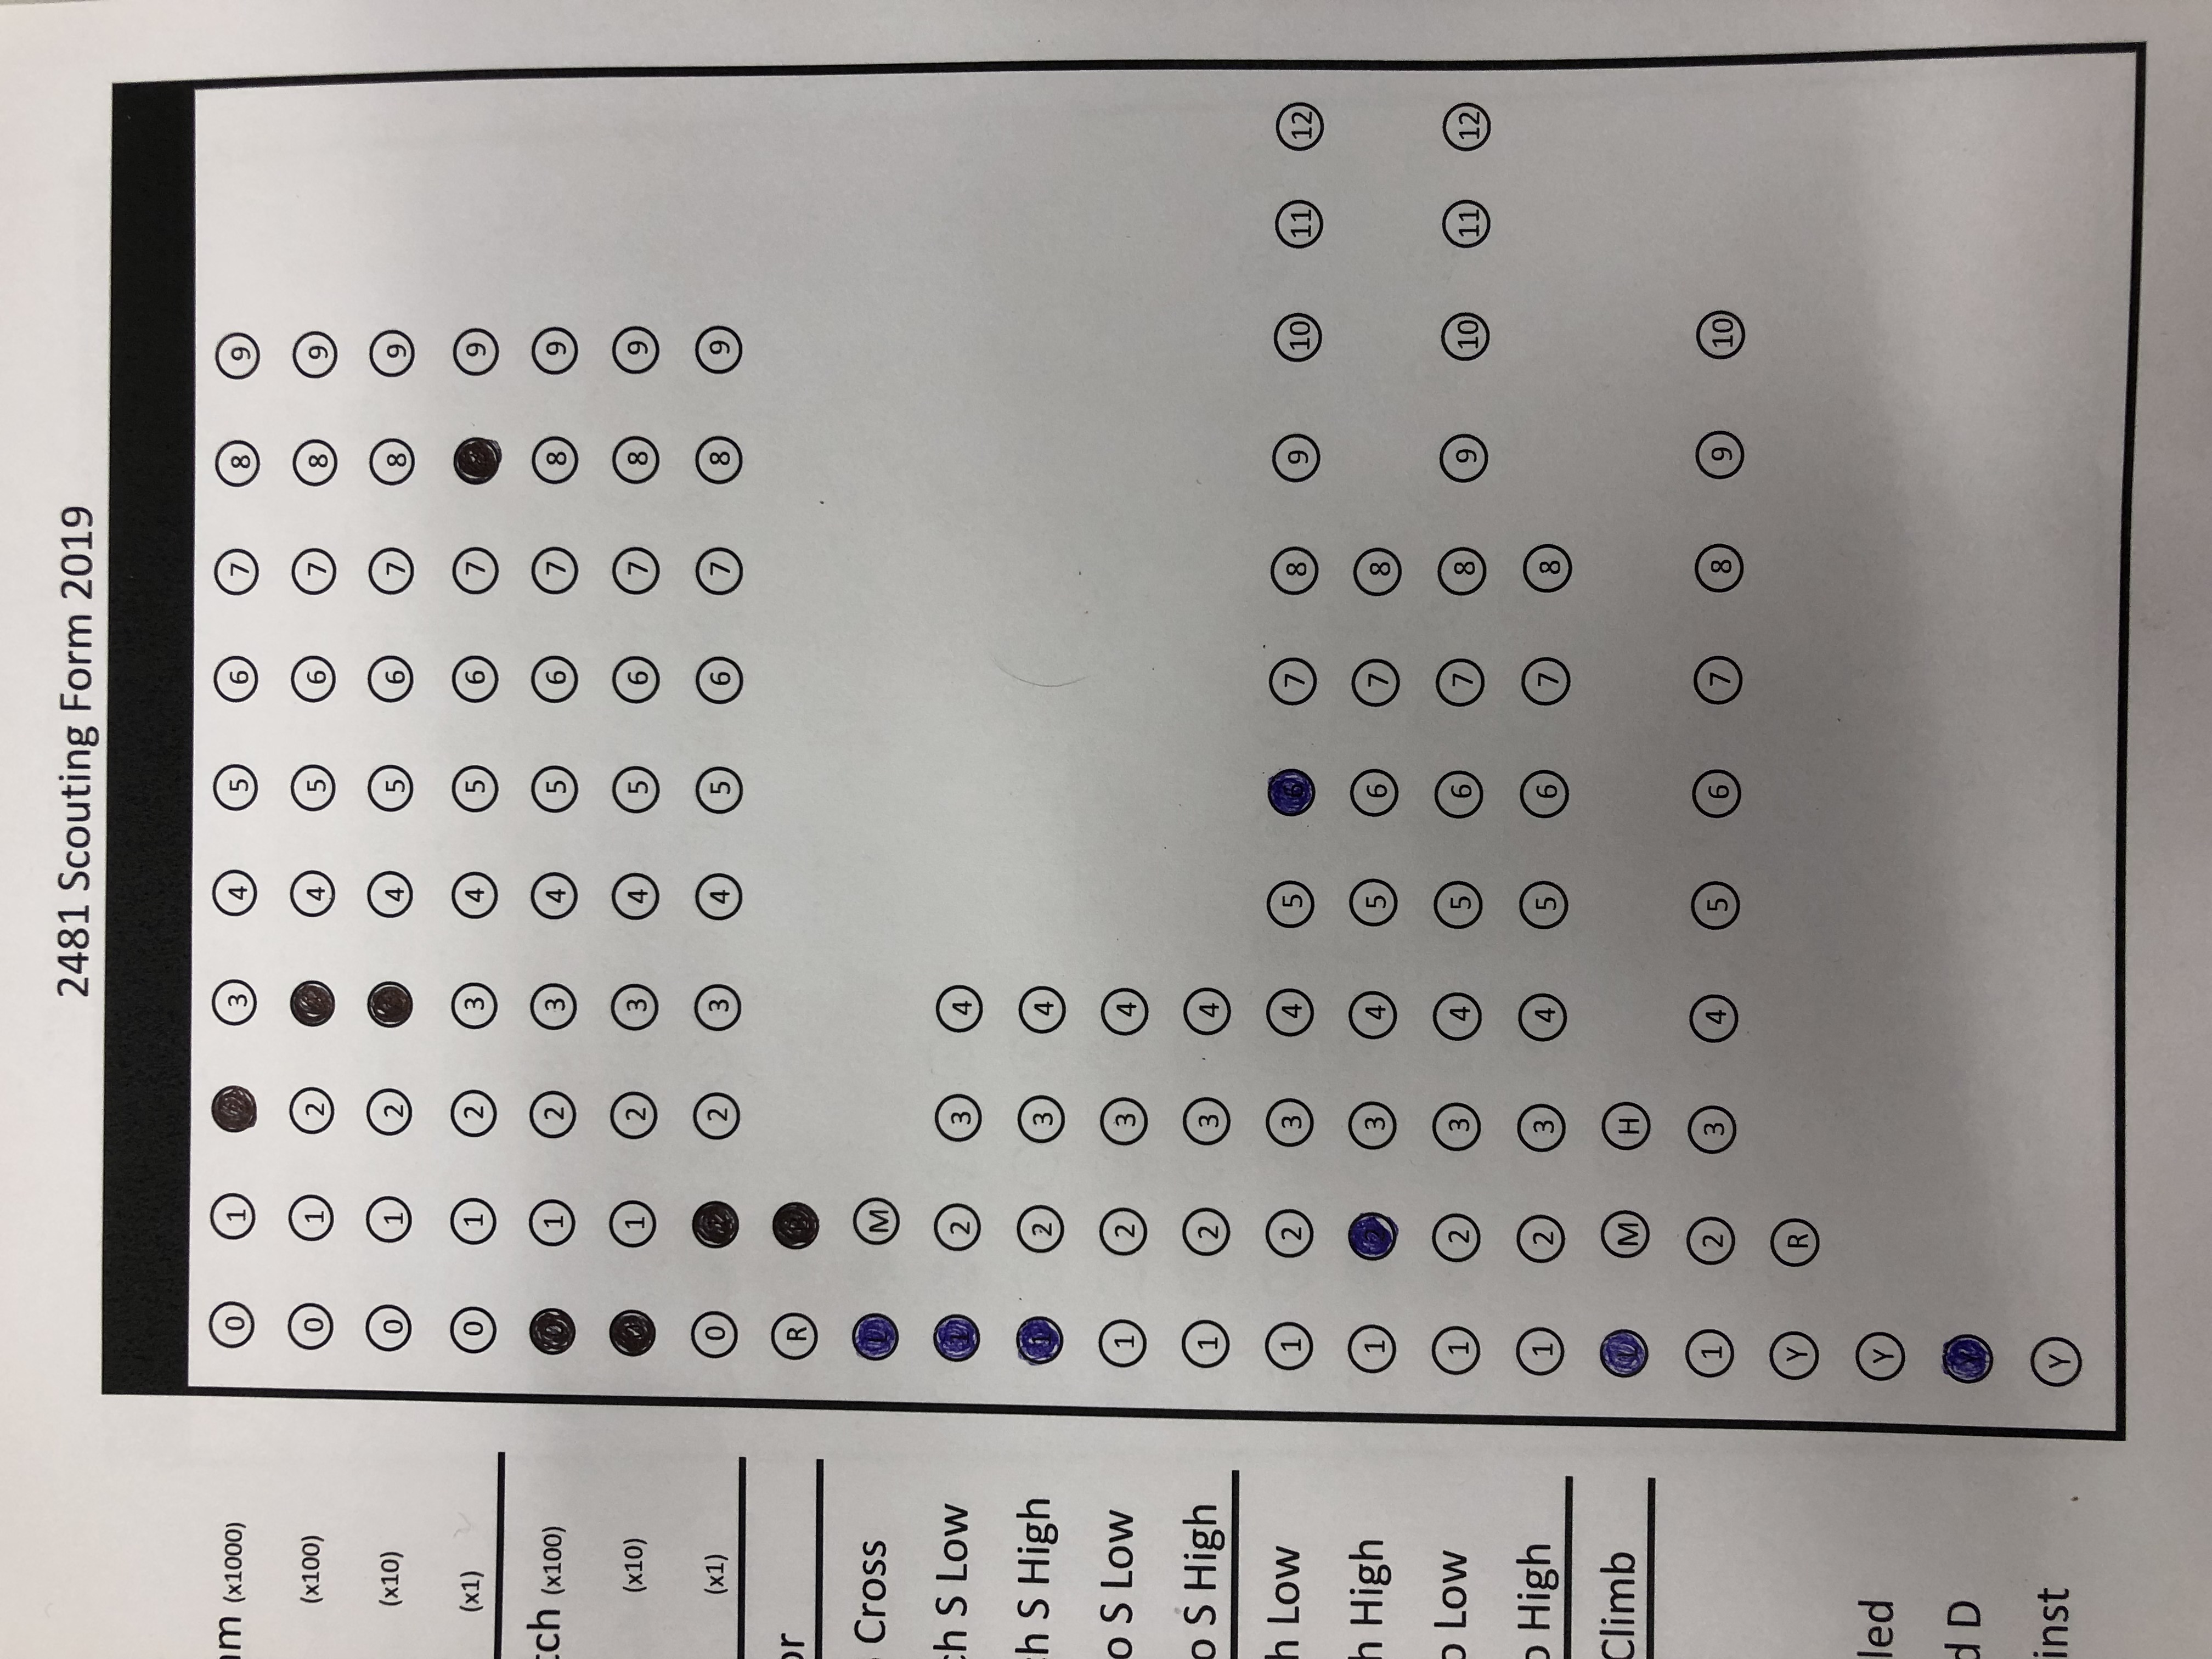 2481 Scouting Form 2019
am (x1000) 0 1 3 4 5 6 7 8 9
(x100) 0 1 2 4 5 6 7 8 9
(x10) 0 1 2 4 5 6 7 8 9
(x1) 0 1 2 3 4 5 6 7 9
tch (x100) 0 1 2 3 4 5 6 7 8 9
(x10) 1 2 3 4 5 6 7 8 9
(x1) 0 2 3 4 5 6 7 8 9
or R
Cross L M
ch S Low 1 2 3 4
ch S High 1 2 3 4
o S Low 1 2 3 4
o S High 1 2 3 4
h Low 1 2 3 4 5 6 7 8 9 10 11 12
h High 1 2 3 4 5 6 7 8
o Low 1 2 3 4 5 6 7 8 9 10 11 12
o High 1 2 3 4 5 6 7 8
Climb L M H
1 2 3 4 5 6 7 8 9 10
Y R
led Y
d D Y
inst Y